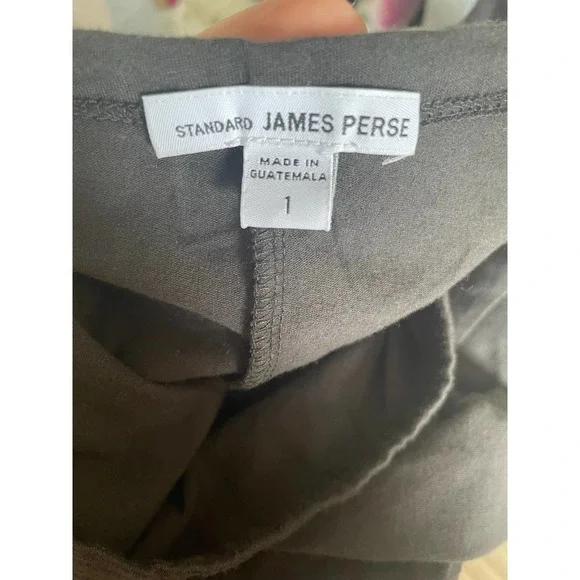 STANDARD JAMES PERSE
MADE IN
GUATEMALA
1